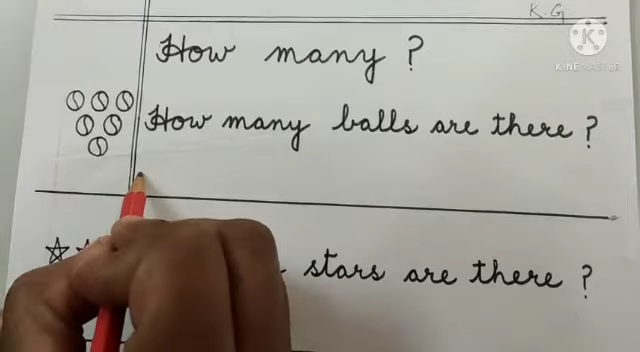 K.G
K
KINEMASTER
How many ?
How many balls are there ?
stars are there ?